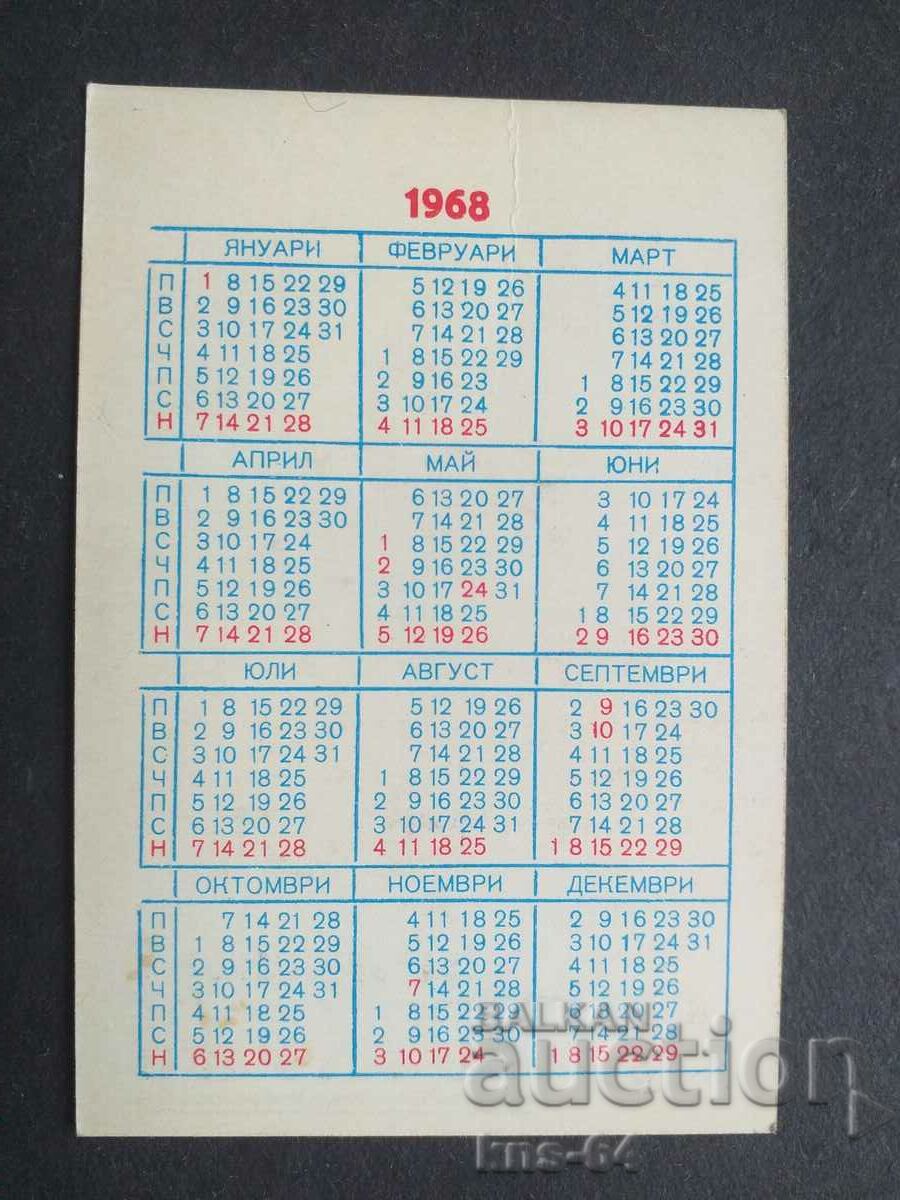 1968
ЯНУАРИ ФЕВРУАРИ МАРТ
П 1 8 15 22 29 5 12 19 26 4 11 18 25
В 2 9 16 23 30 6 13 20 27 5 12 19 26
С 3 10 17 24 31 7 14 21 28 6 13 20 27
Ч 4 11 18 25 1 8 15 22 29 7 14 21 28
П 5 12 19 26 2 9 16 23 1 8 15 22 29
С 6 13 20 27 3 10 17 24 2 9 16 23 30
Н 7 14 21 28 4 11 18 25 3 10 17 24 31
АПРИЛ МАЙ ЮНИ
П 1 8 15 22 29 6 13 20 27 3 10 17 24
В 2 9 16 23 30 7 14 21 28 4 11 18 25
С 3 10 17 24 1 8 15 22 29 5 12 19 26
Ч 4 11 18 25 2 9 16 23 30 6 13 20 27
П 5 12 19 26 3 10 17 24 31 7 14 21 28
С 6 13 20 27 4 11 18 25 1 8 15 22 29
Н 7 14 21 28 5 12 19 26 2 9 16 23 30
ЮЛИ АВГУСТ СЕПТЕМВРИ
П 1 8 15 22 29 5 12 19 26 2 9 16 23 30
В 2 9 16 23 30 6 13 20 27 3 10 17 24
С 3 10 17 24 31 7 14 21 28 4 11 18 25
Ч 4 11 18 25 1 8 15 22 29 5 12 19 26
П 5 12 19 26 2 9 16 23 30 6 13 20 27
С 6 13 20 27 3 10 17 24 31 7 14 21 28
Н 7 14 21 28 4 11 18 25 1 8 15 22 29
ОКТОМВРИ НОЕМВРИ ДЕКЕМВРИ
П 7 14 21 28 4 11 18 25 2 9 16 23 30
В 1 8 15 22 29 5 12 19 26 3 10 17 24 31
С 2 9 16 23 30 6 13 20 27 4 11 18 25
Ч 3 10 17 24 31 7 14 21 28 5 12 19 26
П 4 11 18 25 1 8 15 22 29 6 13 20 27
С 5 12 19 26 2 9 16 23 30 7 14 21 28
Н 6 13 20 27 3 10 17 24 1 8 15 22 29
BALKAN
auction
kns-64